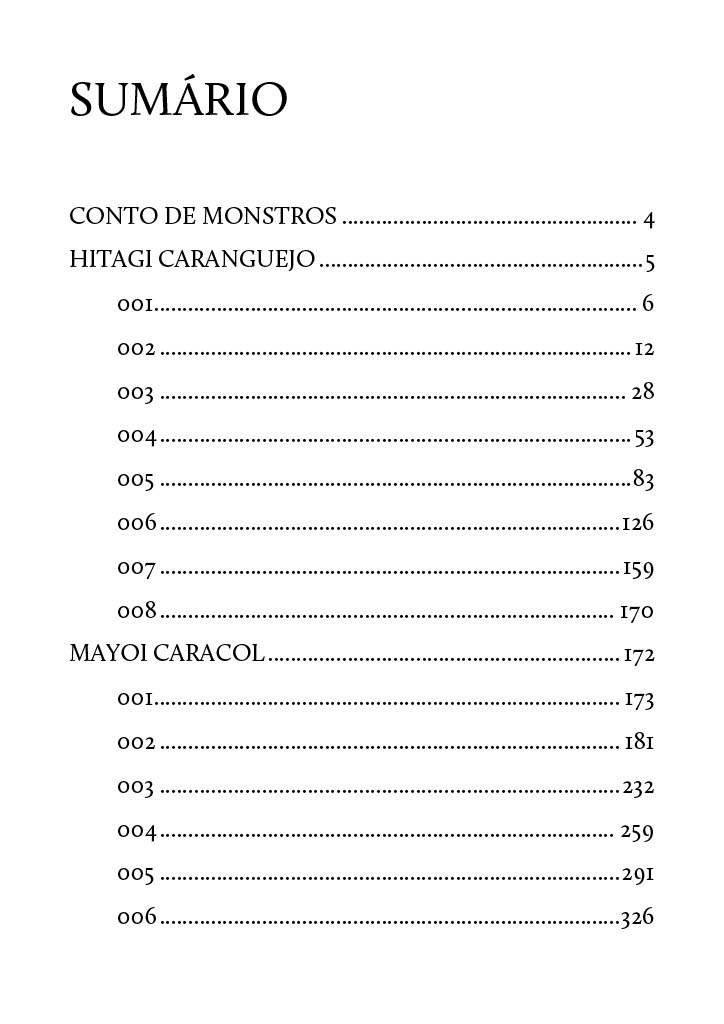 SUMÁRIO
CONTO DE MONSTROS ................................................... 4
HITAGI CARANGUEJO ........................................................ 5
001.................................................................................... 6
002 .................................................................................. 12
003 ................................................................................. 28
004 .................................................................................. 53
005 .................................................................................. 83
006 ................................................................................ 126
007 ................................................................................ 159
008 ............................................................................... 170
MAYOI CARACOL ............................................................. 172
001................................................................................. 173
002 ................................................................................ 181
003 ................................................................................ 232
004 ............................................................................... 259
005 ................................................................................ 291
006 ................................................................................ 326